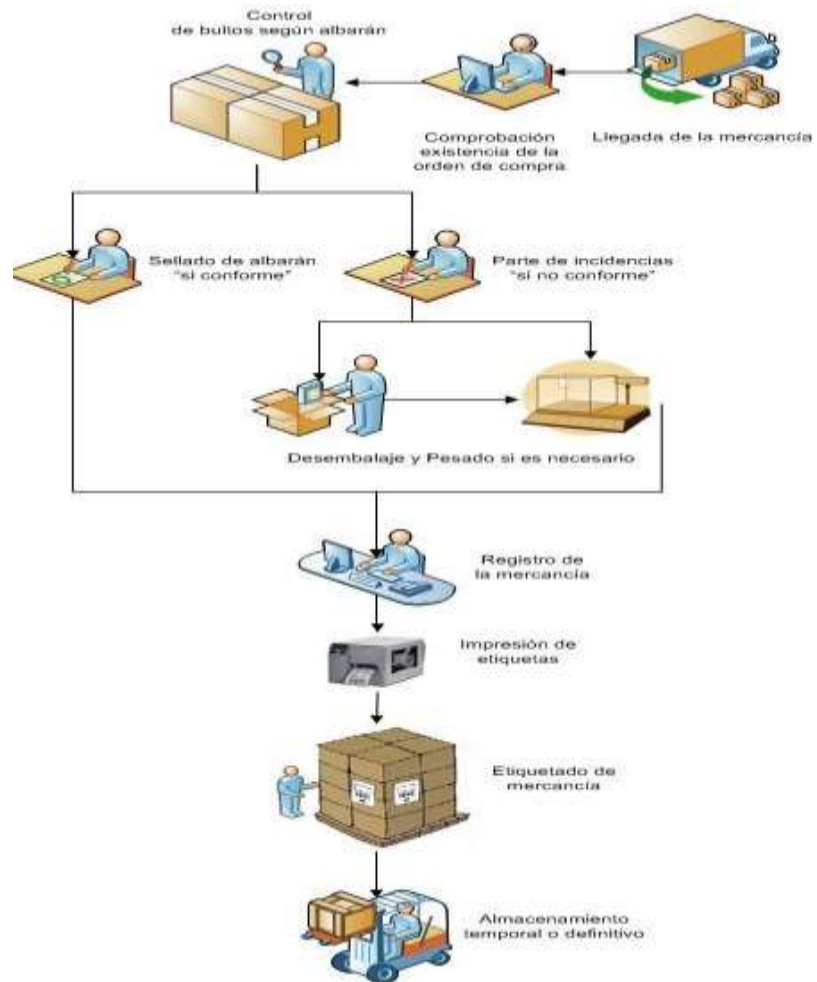 Control
de bultos según albarán
Comprobación
existencia de la
orden de compra
Llegada de la mercancía
Sellado de albarán
"si conforme"
Parte de incidencias
"si no conforme"
Desembalaje y Pesado si es necesario
Registro de
la mercancía
Impresión de
etiquetas
Etiquetado de
mercancía
Almacenamiento
temporal o definitivo